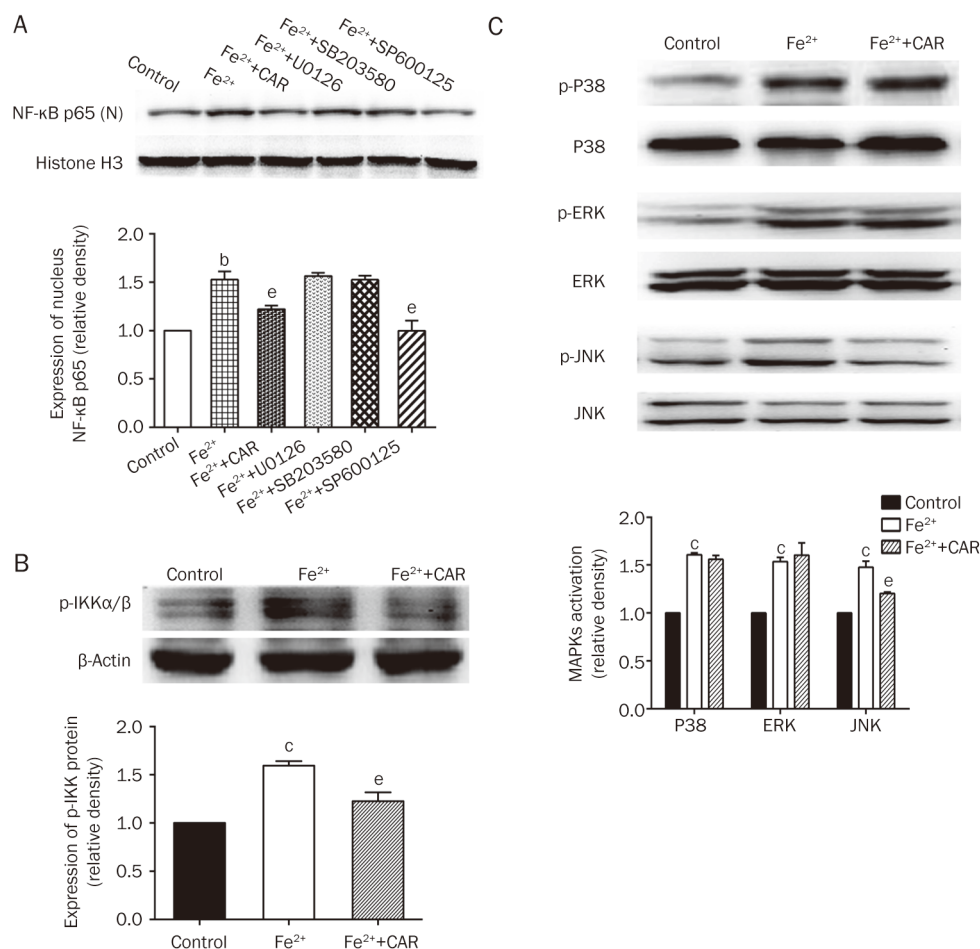 A
Control
Fe²⁺
Fe²⁺+CAR
Fe²⁺+U0126
Fe²⁺+SB203580
Fe²⁺+SP600125
NF-κB p65 (N)
Histone H3
Expression of nucleus
NF-κB p65 (relative density)
2.0
1.5
1.0
1.5
0.0
b
e
e
Control
Fe²⁺
Fe²⁺+CAR
Fe²⁺+U0126
Fe²⁺+SB203580
Fe²⁺+SP600125
B
Control
Fe²⁺
Fe²⁺+CAR
p-IKKα/β
β-Actin
Expression of p-IKK protein
(relative density)
2.0
1.5
1.0
1.5
0.0
c
e
Control
Fe²⁺
Fe²⁺+CAR
C
Control
Fe²⁺
Fe²⁺+CAR
p-P38
P38
p-ERK
ERK
p-JNK
JNK
Control
Fe²⁺
Fe²⁺+CAR
MAPKs activation
(relative density)
2.0
1.5
1.0
1.5
0.0
c
c
c
e
P38
ERK
JNK